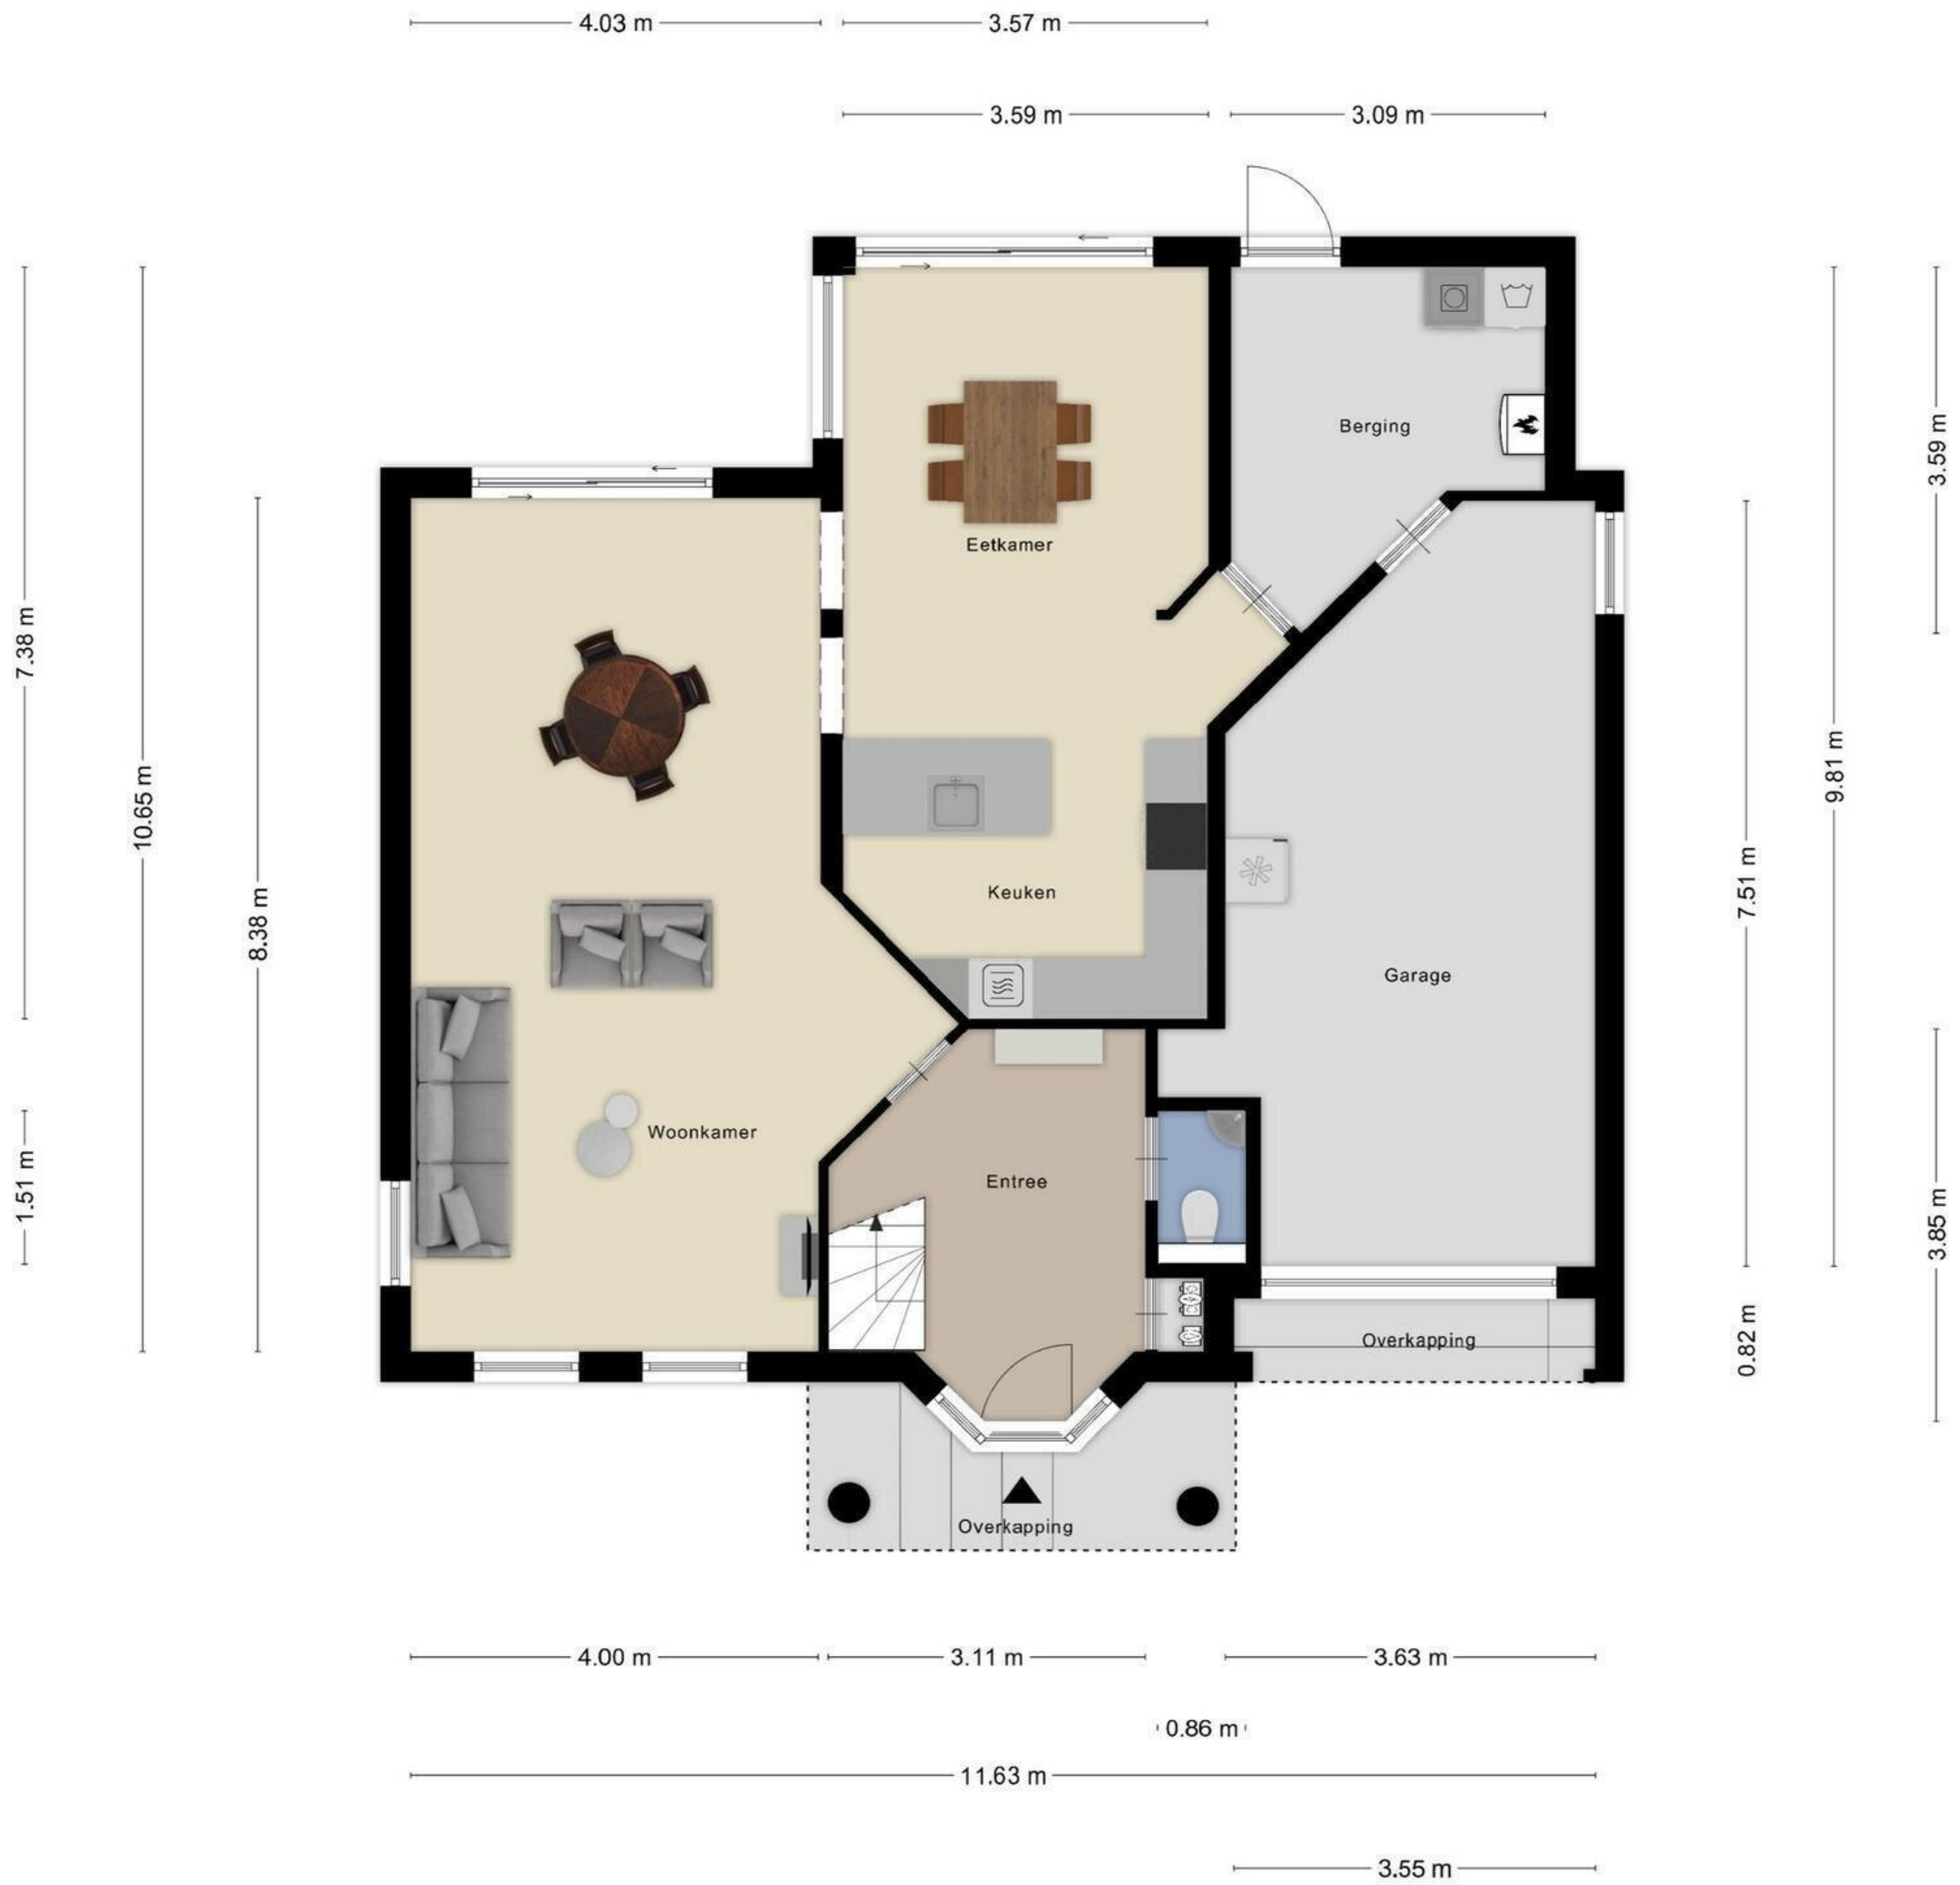 4.03 m
3.57 m
3.59 m
3.09 m
Berging
3.59 m
Eetkamer
7.38 m
9.81 m
10.65 m
7.51 m
8.38 m
Keuken
Garage
Woonkamer
1.51 m
Entree
3.85 m
0.82 m
Overkapping
Overkapping
4.00 m
3.11 m
3.63 m
0.86 m
11.63 m
3.55 m